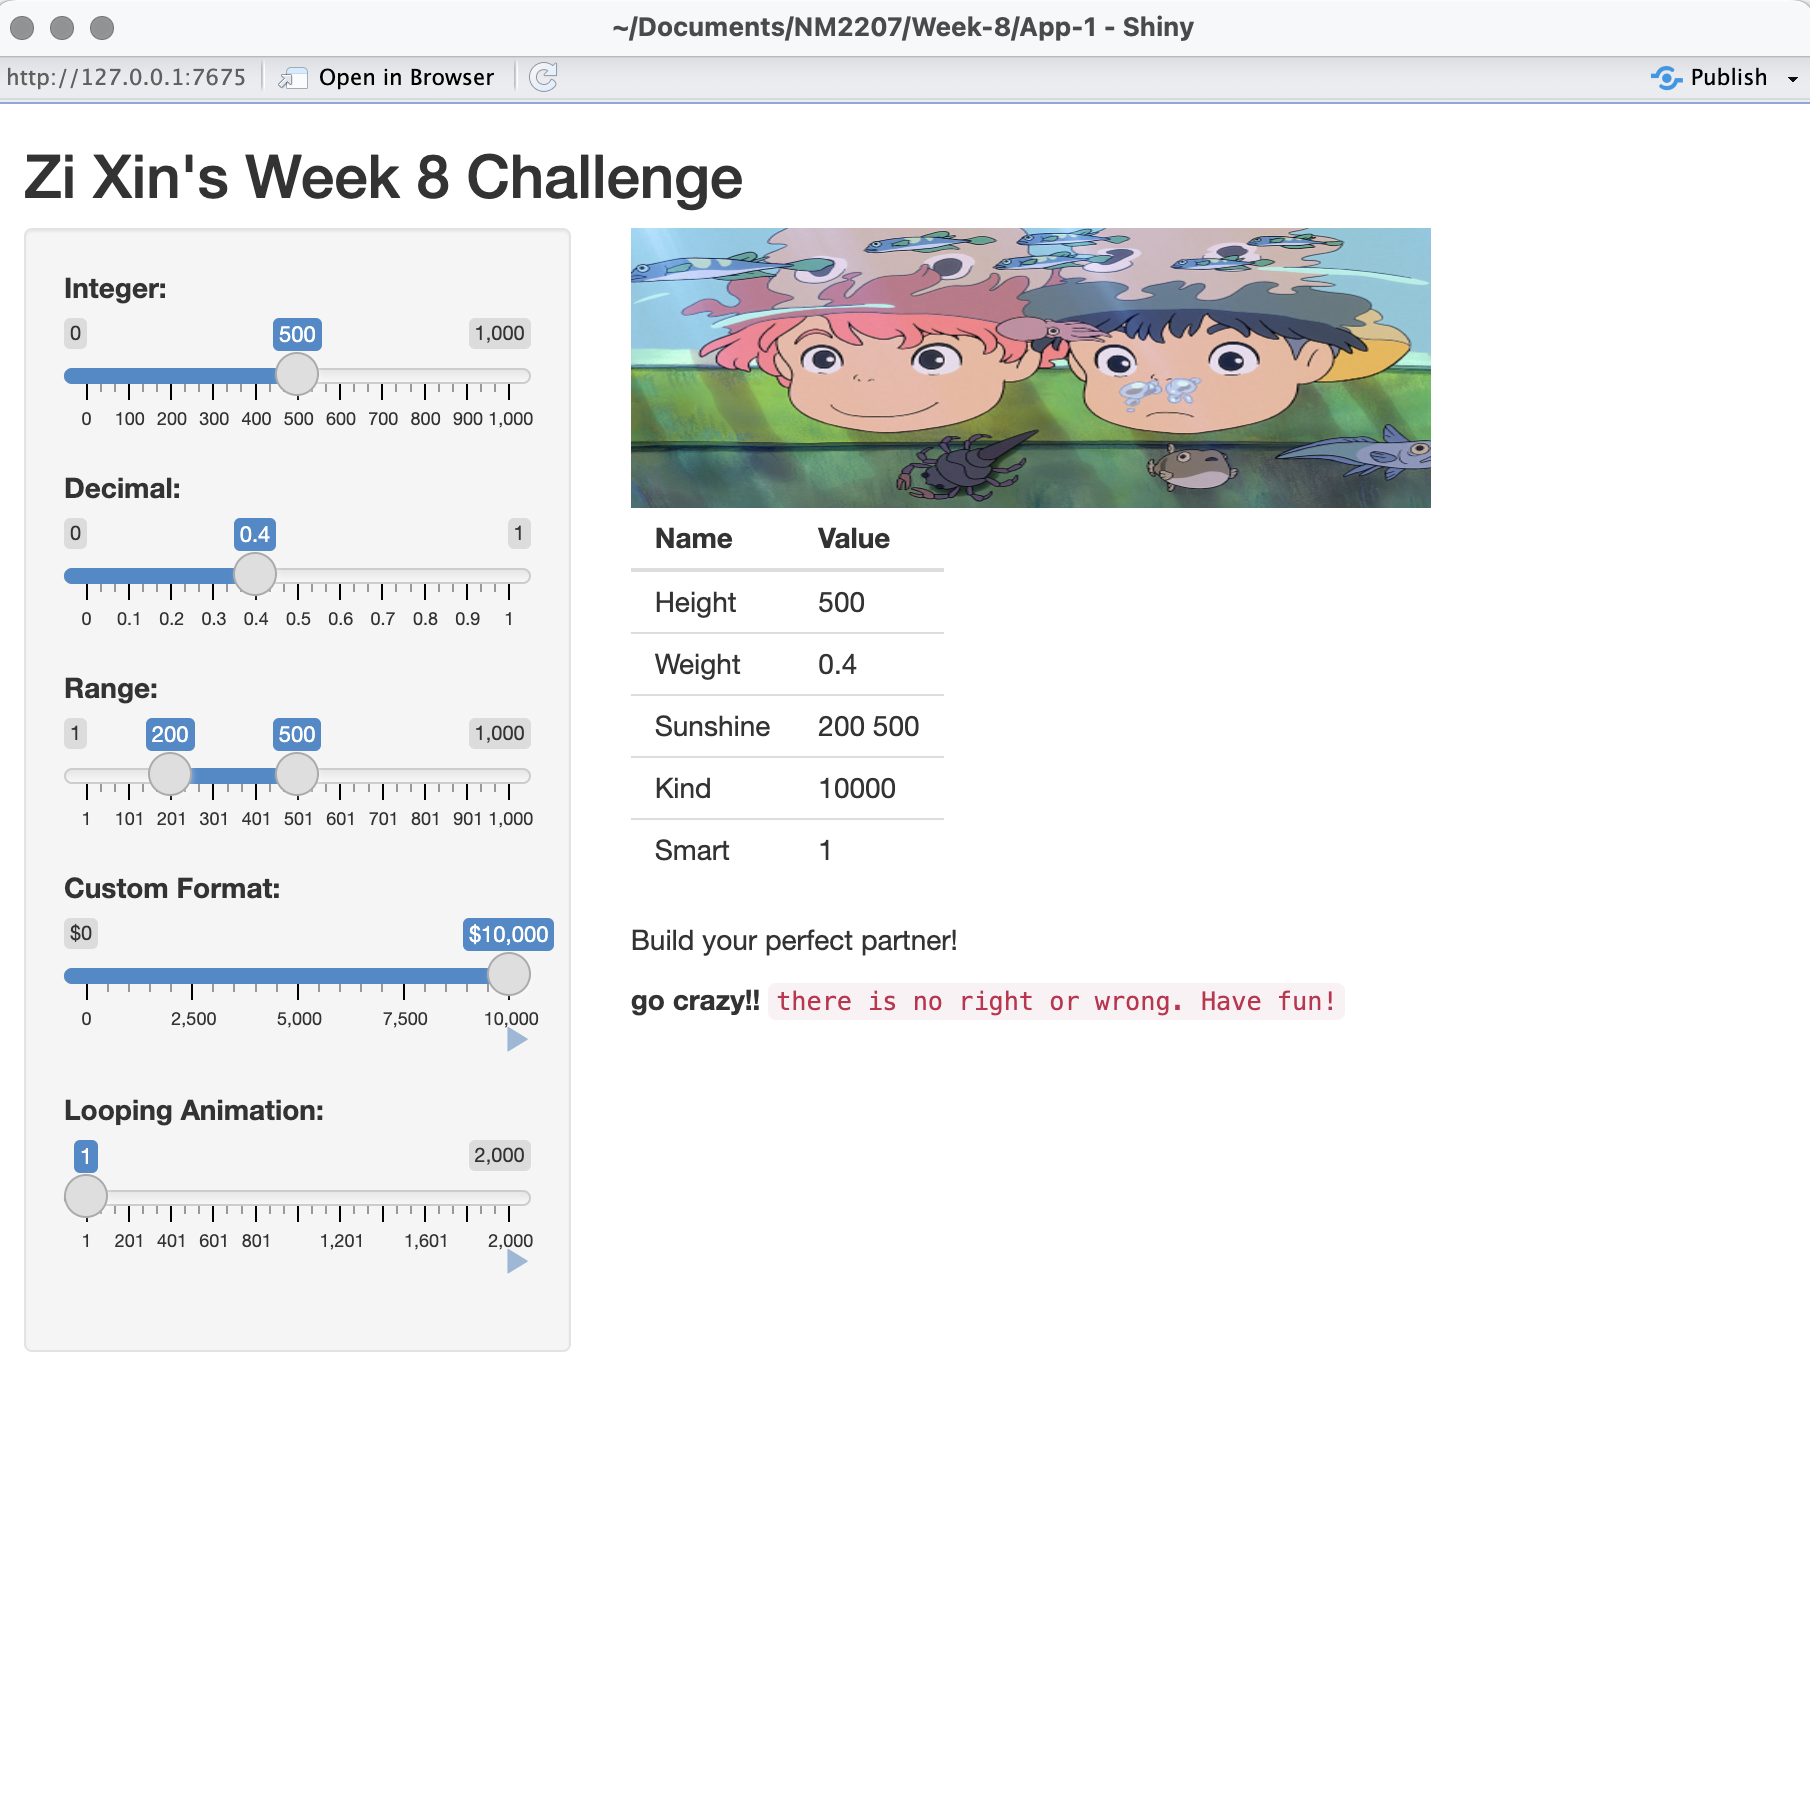 ~/Documents/NM2207/Week-8/App-1 - Shiny
http://127.0.0.1:7675 Open in Browser Publish
Zi Xin's Week 8 Challenge
Integer:
0 500 1,000
0 100 200 300 400 500 600 700 800 900 1,000
Decimal:
0 0.4 1
0 0.1 0.2 0.3 0.4 0.5 0.6 0.7 0.8 0.9 1
Range:
1 200 500 1,000
1 101 201 301 401 501 601 701 801 901 1,000
Custom Format:
$0 $10,000
0 2,500 5,000 7,500 10,000
Looping Animation:
1 2,000
1 201 401 601 801 1,201 1,601 2,000
Name Value
Height 500
Weight 0.4
Sunshine 200 500
Kind 10000
Smart 1
Build your perfect partner!
go crazy!! there is no right or wrong. Have fun!